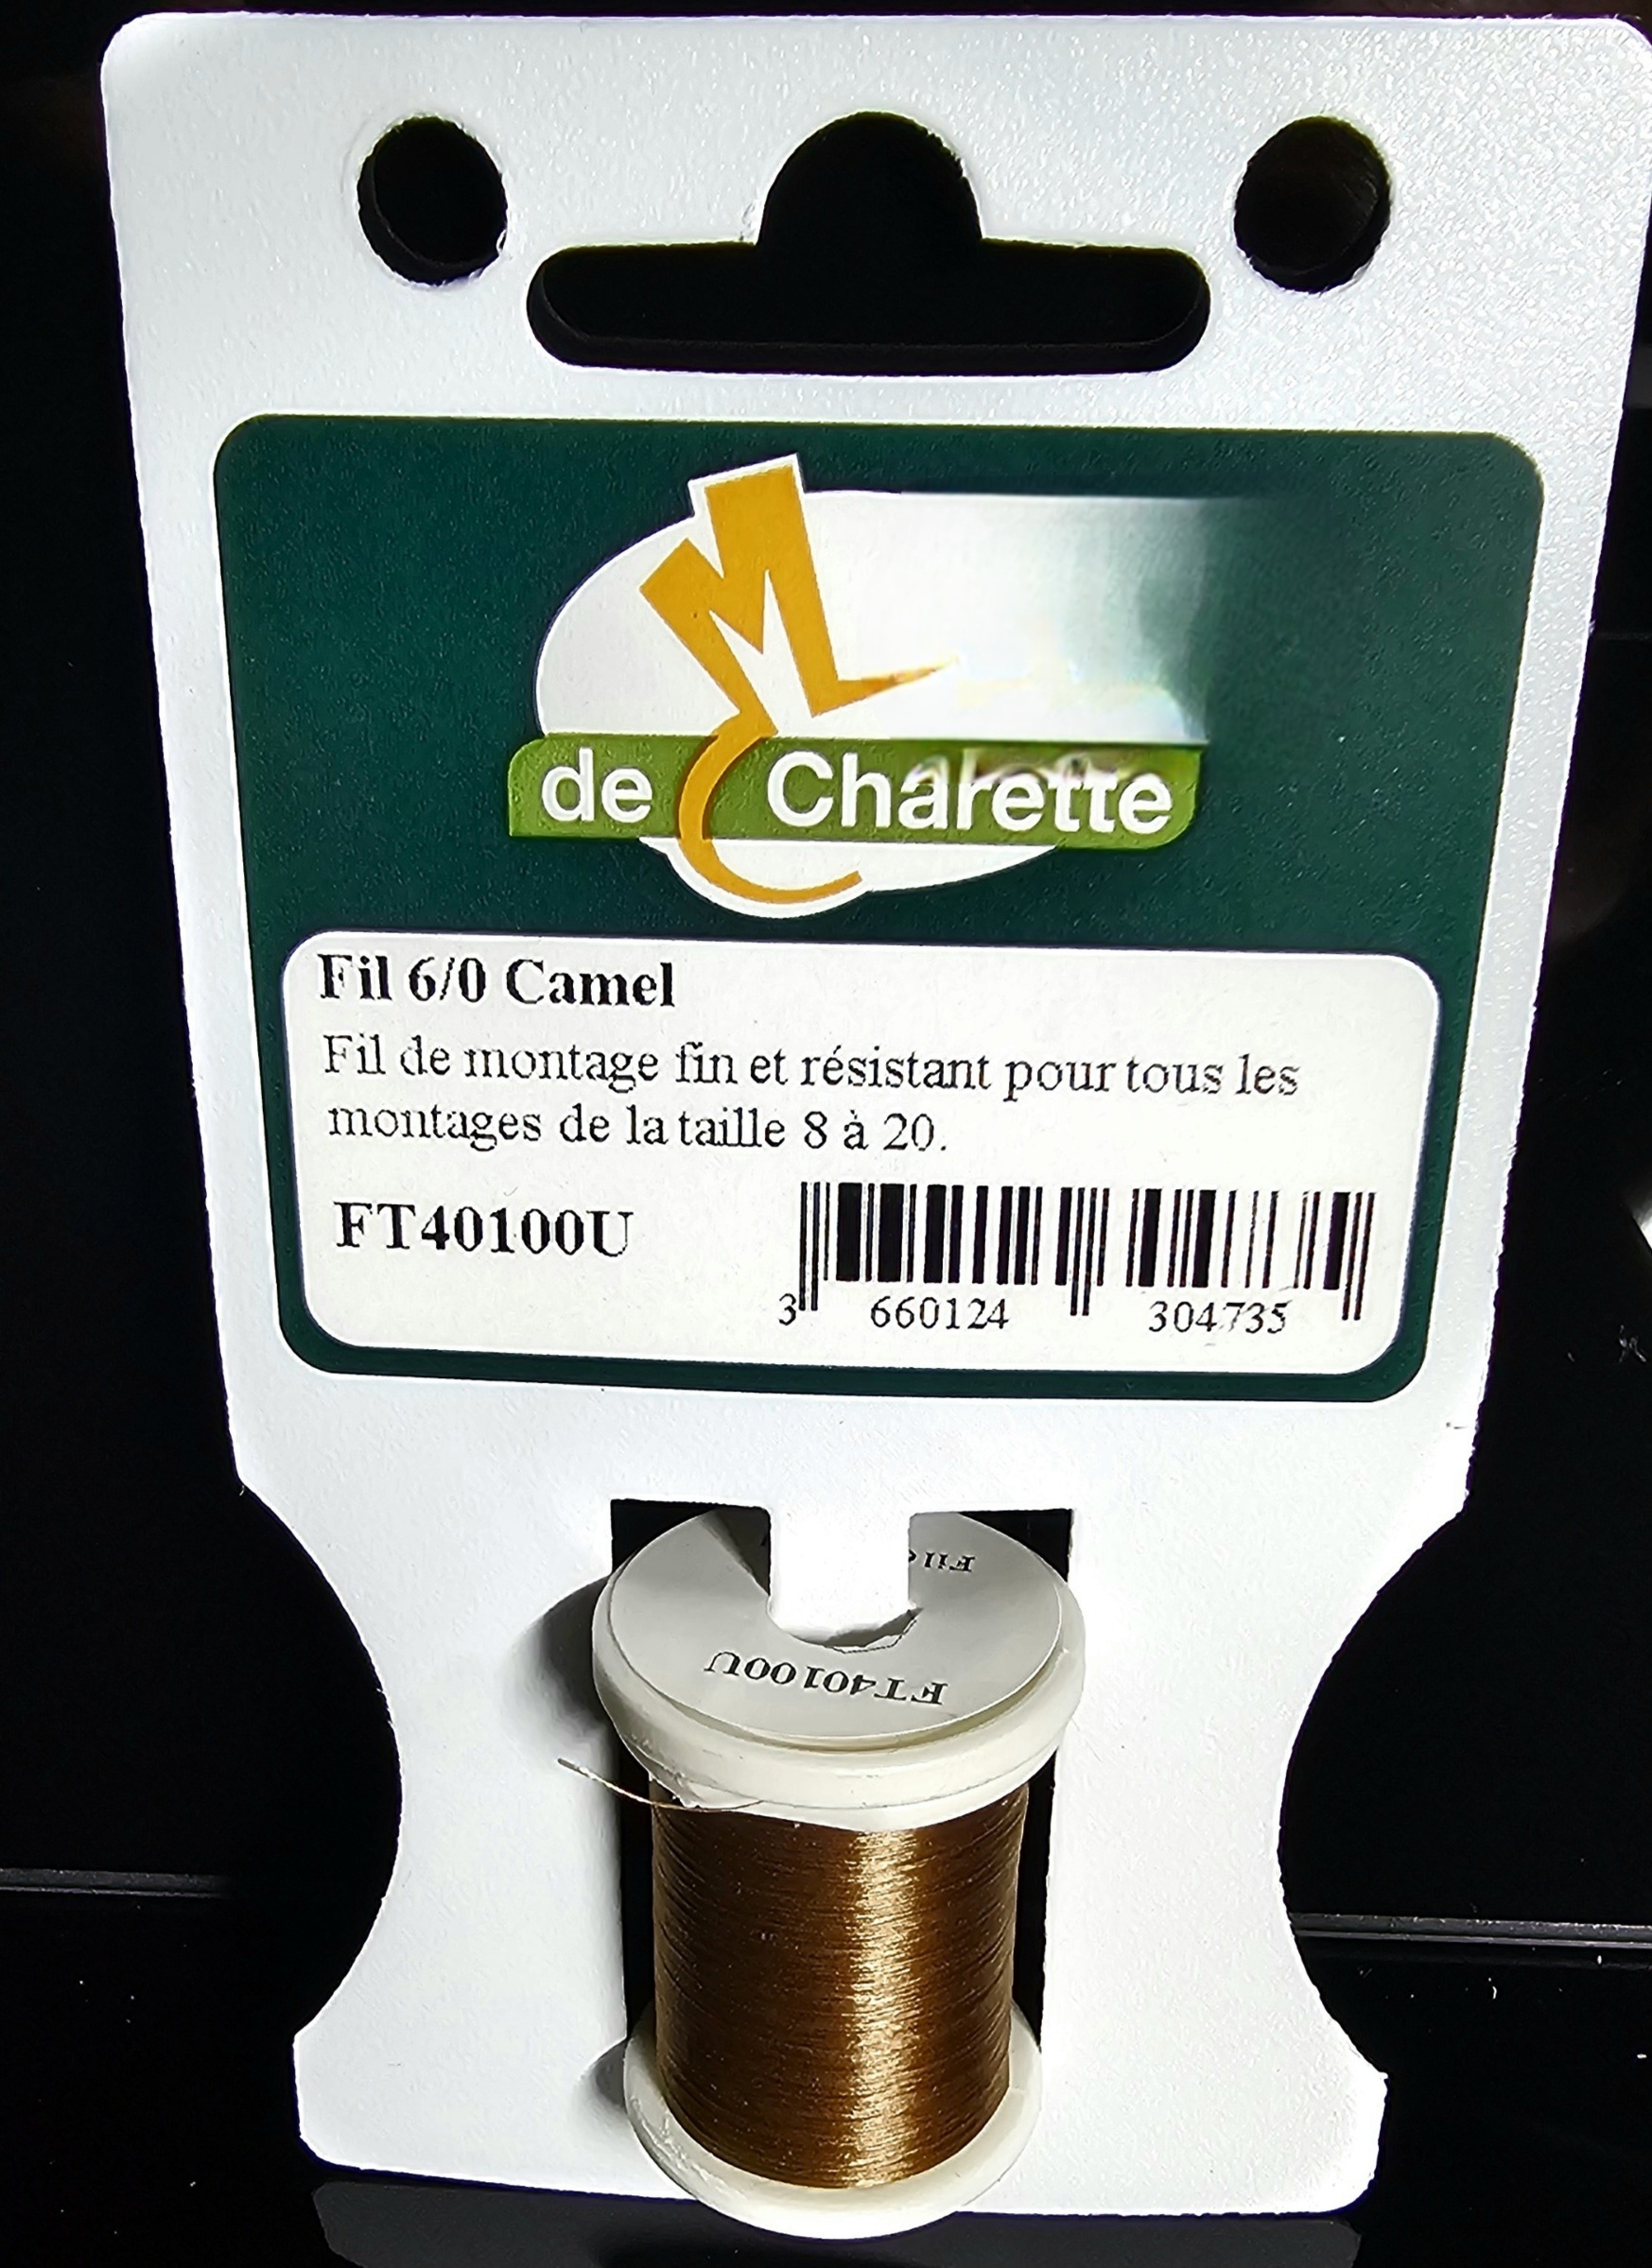 de Charette
Fil 6/0 Camel
Fil de montage fin et résistant pour tous les
montages de la taille 8 à 20.
FT40100U
3 660124 304735
Fil
FT40100U